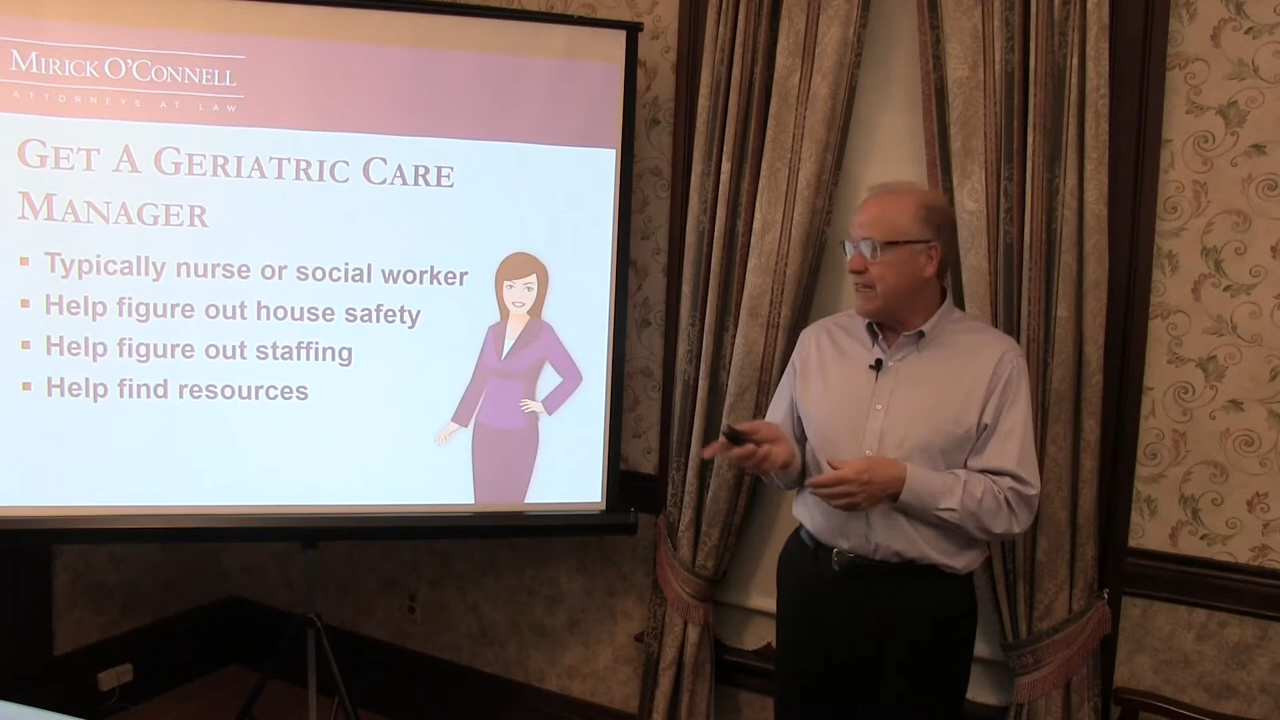 MIRICK O'CONNELL
ATTORNEYS AT LAW
GET A GERIATRIC CARE
MANAGER
Typically nurse or social worker
Help figure out house safety
Help figure out staffing
Help find resources